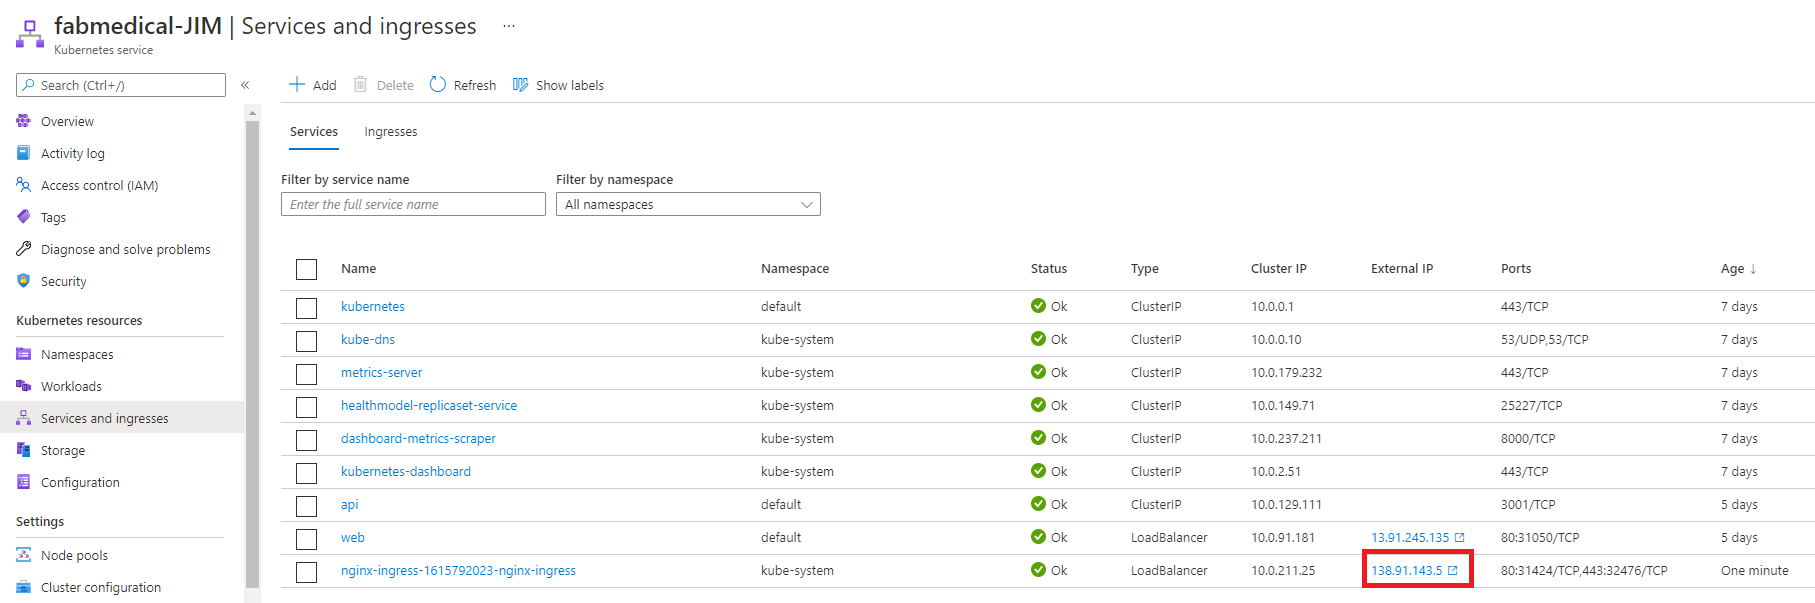 fabmedical-JIM | Services and ingresses ...
Kubernetes service
Search (Ctrl+/) «
Overview
Activity log
Access control (IAM)
Tags
Diagnose and solve problems
Security
Kubernetes resources
Namespaces
Workloads
Services and ingresses
Storage
Configuration
Settings
Node pools
Cluster configuration
Add Delete Refresh Show labels
Services Ingresses
Filter by service name Filter by namespace
Enter the full service name All namespaces
Name Namespace Status Type Cluster IP External IP Ports Age ↓
kubernetes default Ok ClusterIP 10.0.0.1 443/TCP 7 days
kube-dns kube-system Ok ClusterIP 10.0.0.10 53/UDP,53/TCP 7 days
metrics-server kube-system Ok ClusterIP 10.0.179.232 443/TCP 7 days
healthmodel-replicaset-service kube-system Ok ClusterIP 10.0.149.71 25227/TCP 7 days
dashboard-metrics-scraper kube-system Ok ClusterIP 10.0.237.211 8000/TCP 7 days
kubernetes-dashboard kube-system Ok ClusterIP 10.0.2.51 443/TCP 7 days
api default Ok ClusterIP 10.0.129.111 3001/TCP 5 days
web default Ok LoadBalancer 10.0.91.181 13.91.245.135 80:31050/TCP 5 days
nginx-ingress-1615792023-nginx-ingress kube-system Ok LoadBalancer 10.0.211.25 138.91.143.5 80:31424/TCP,443:32476/TCP One minute